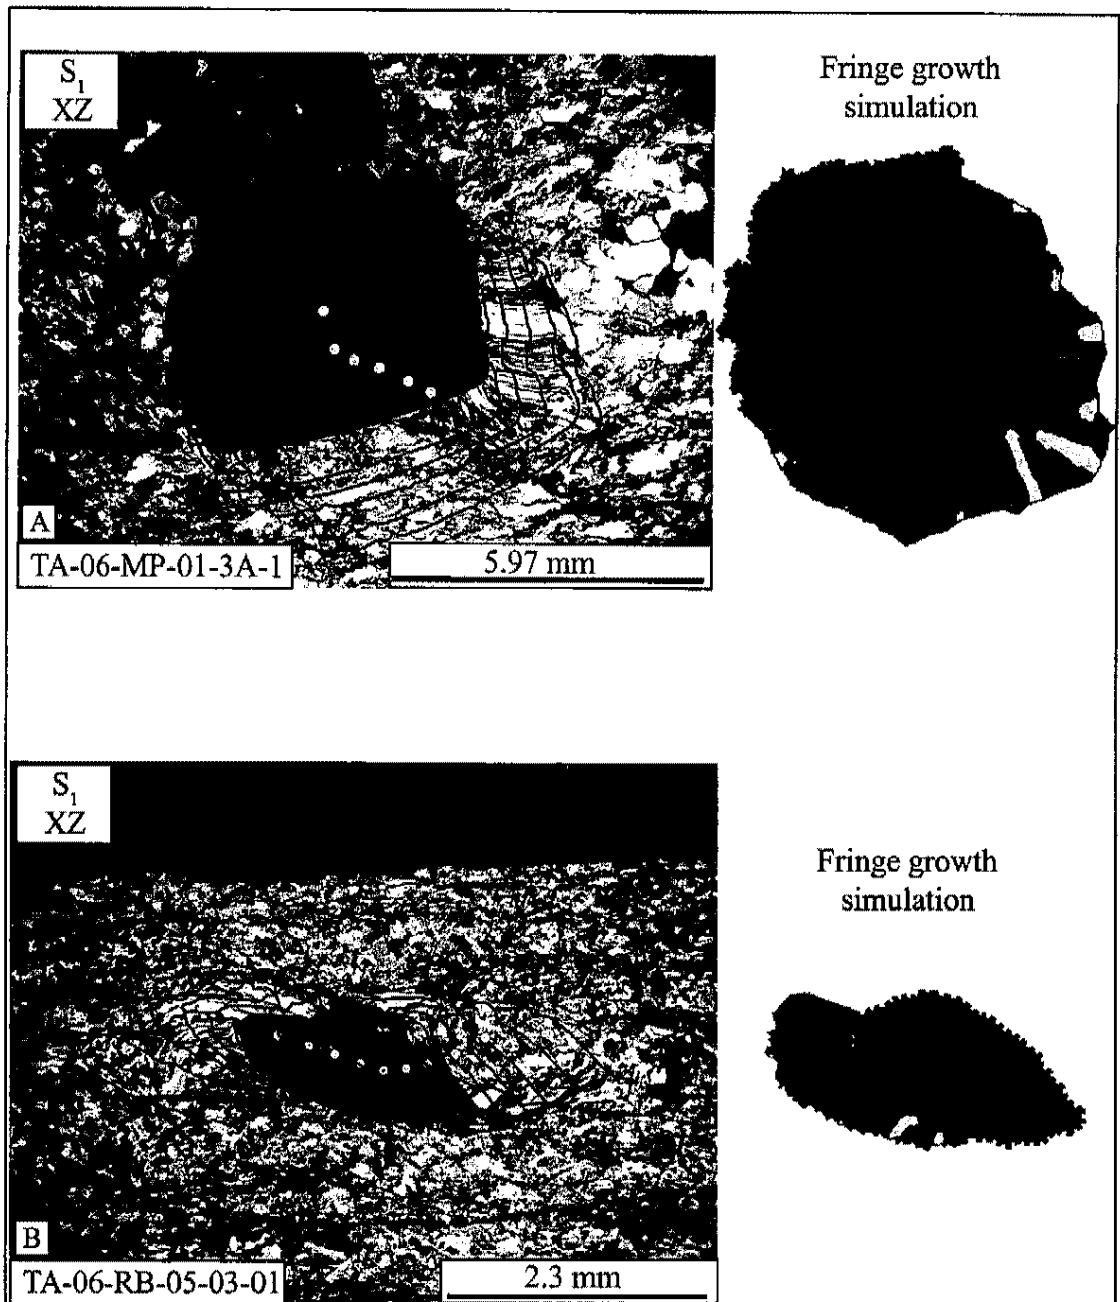 S₁
XZ
Fringe growth
simulation
A
TA-06-MP-01-3A-1
5.97 mm
S₁
XZ
Fringe growth
simulation
B
TA-06-RB-05-03-01
2.3 mm